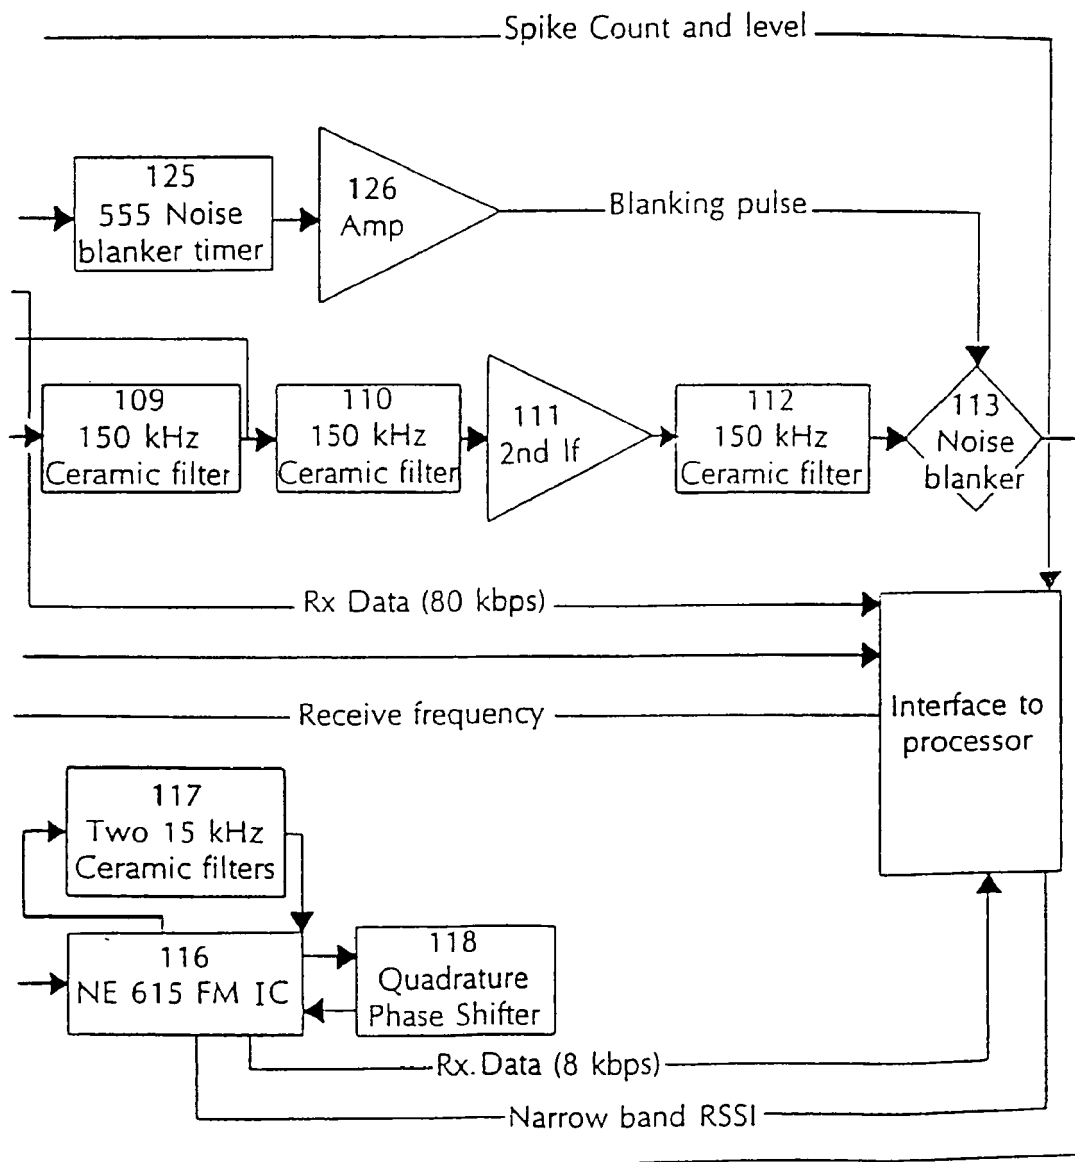 Spike Count and level
125
555 Noise
blanker timer
126
Amp
Blanking pulse
109
150 kHz
Ceramic filter
110
150 kHz
Ceramic filter
111
2nd If
112
150 kHz
Ceramic filter
113
Noise
blanker
Rx Data (80 kbps)
Receive frequency
Interface to
processor
117
Two 15 kHz
Ceramic filters
116
NE 615 FM IC
118
Quadrature
Phase Shifter
Rx. Data (8 kbps)
Narrow band RSSI